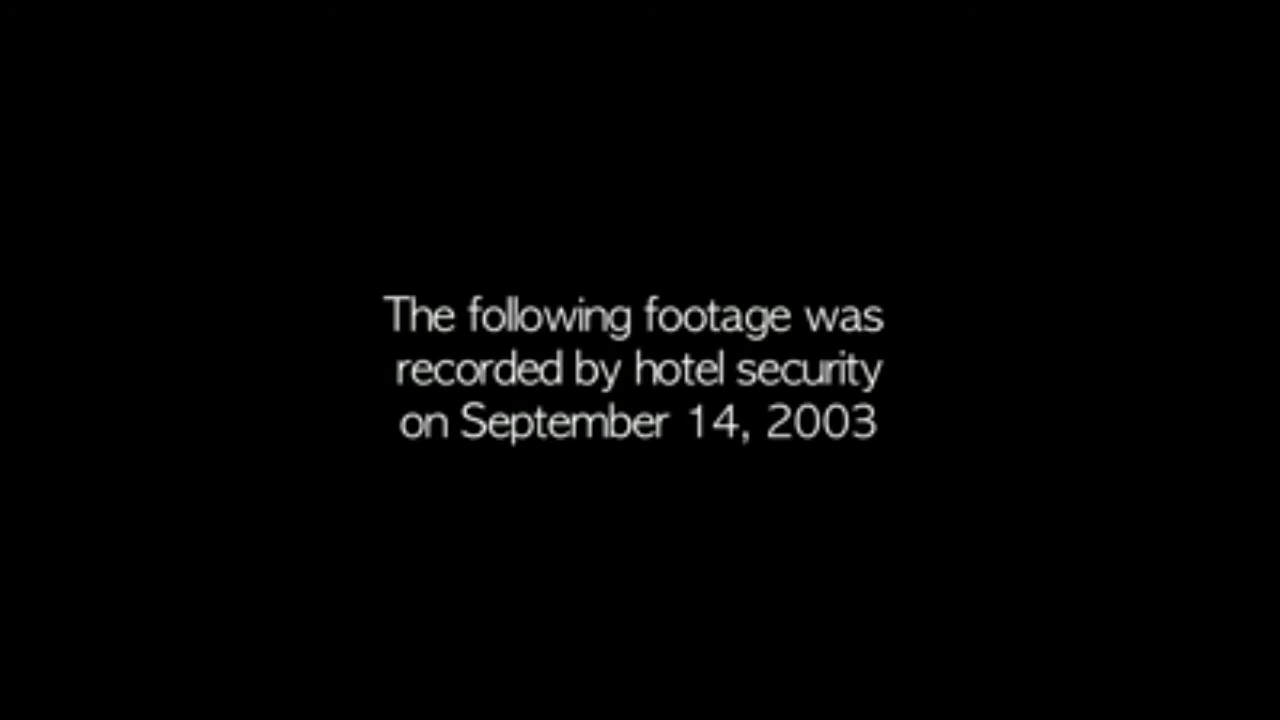 The following footage was
recorded by hotel security
on September 14, 2003